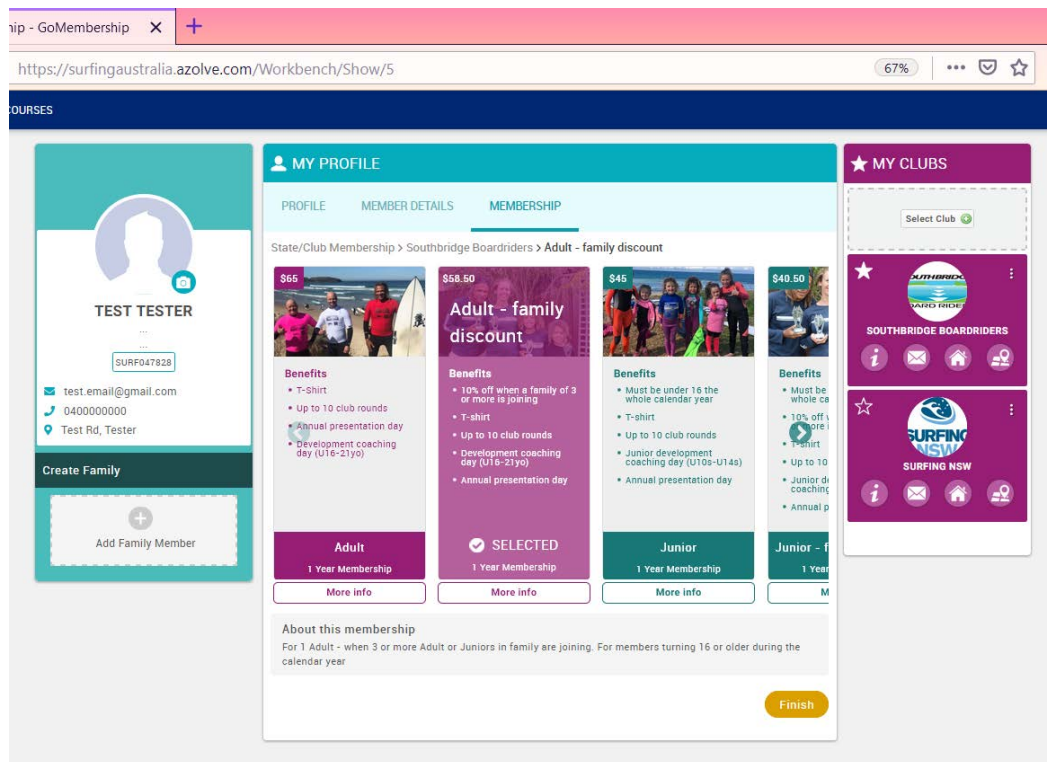 hip - GoMembership
https://surfingaustralia.azolve.com/Workbench/Show/5
67%
COURSES
TEST TESTER
...
...
SURF047828
test.email@gmail.com
0400000000
Test Rd, Tester
Create Family
Add Family Member
MY PROFILE
PROFILE MEMBER DETAILS MEMBERSHIP
State/Club Membership > Southbridge Boardriders > Adult - family discount
$65
Benefits
• T-Shirt
• Up to 10 club rounds
• Annual presentation day
• Development coaching
day (U16-21yo)
Adult
1 Year Membership
More info
$58.50
Adult - family
discount
Benefits
• 10% off when a family of 3
or more is joining
• T-shirt
• Up to 10 club rounds
• Development coaching
day (U16-21yo)
• Annual presentation day
SELECTED
1 Year Membership
More info
$45
Benefits
• Must be under 16 the
whole calendar year
• T-shirt
• Up to 10 club rounds
• Junior development
coaching day (U10s-U14s)
• Annual presentation day
Junior
1 Year Membership
More info
$40.50
Benefits
• Must be
whole ca
• 10% off
• T-shirt
• Up to 10
• Junior de
coaching
• Annual p
Junior - f
1 Year
M
About this membership
For 1 Adult - when 3 or more Adult or Juniors in family are joining. For members turning 16 or older during the
calendar year
Finish
MY CLUBS
Select Club
SOUTHBRIDGE BOARDRIDERS
SURFING
NSW
SURFING NSW